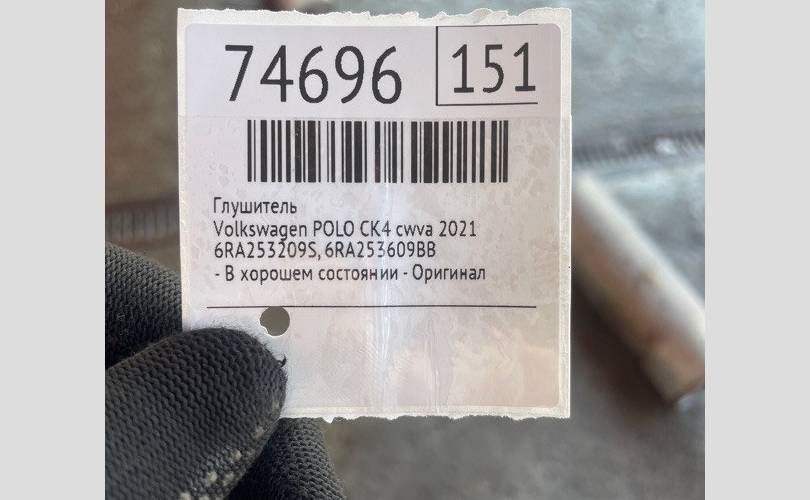 74696 151
Глушитель
Volkswagen POLO CK4 cwva 2021
6RA253209S, 6RA253609BB
- В хорошем состоянии - Оригинал